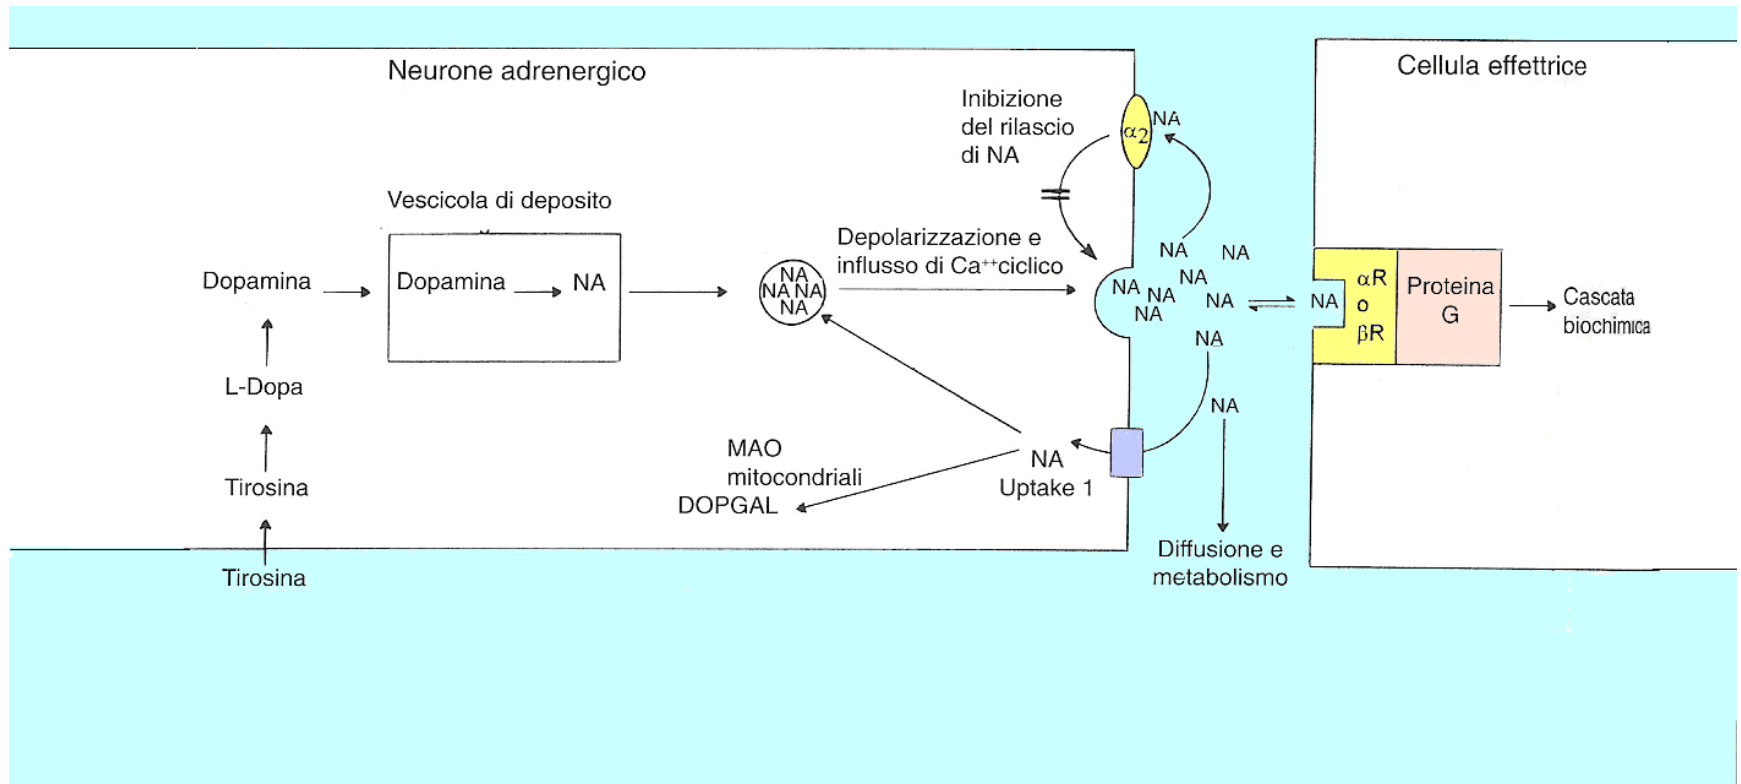 Neurone adrenergico
Cellula effettrice
Inibizione
del rilascio
di NA
α2
NA
Vescicola di deposito
Depolarizzazione e
influsso di Ca++ciclico
Dopamina
Dopamina
NA
NA
NA NA
NA
NA
NA
NA
NA
NA
NA
NA
NA
NA
αR
o
βR
Proteina
G
Cascata
biochimica
L-Dopa
NA
NA
MAO
mitocondriali
DOPGAL
NA
Uptake 1
Tirosina
Diffusione e
metabolismo
Tirosina